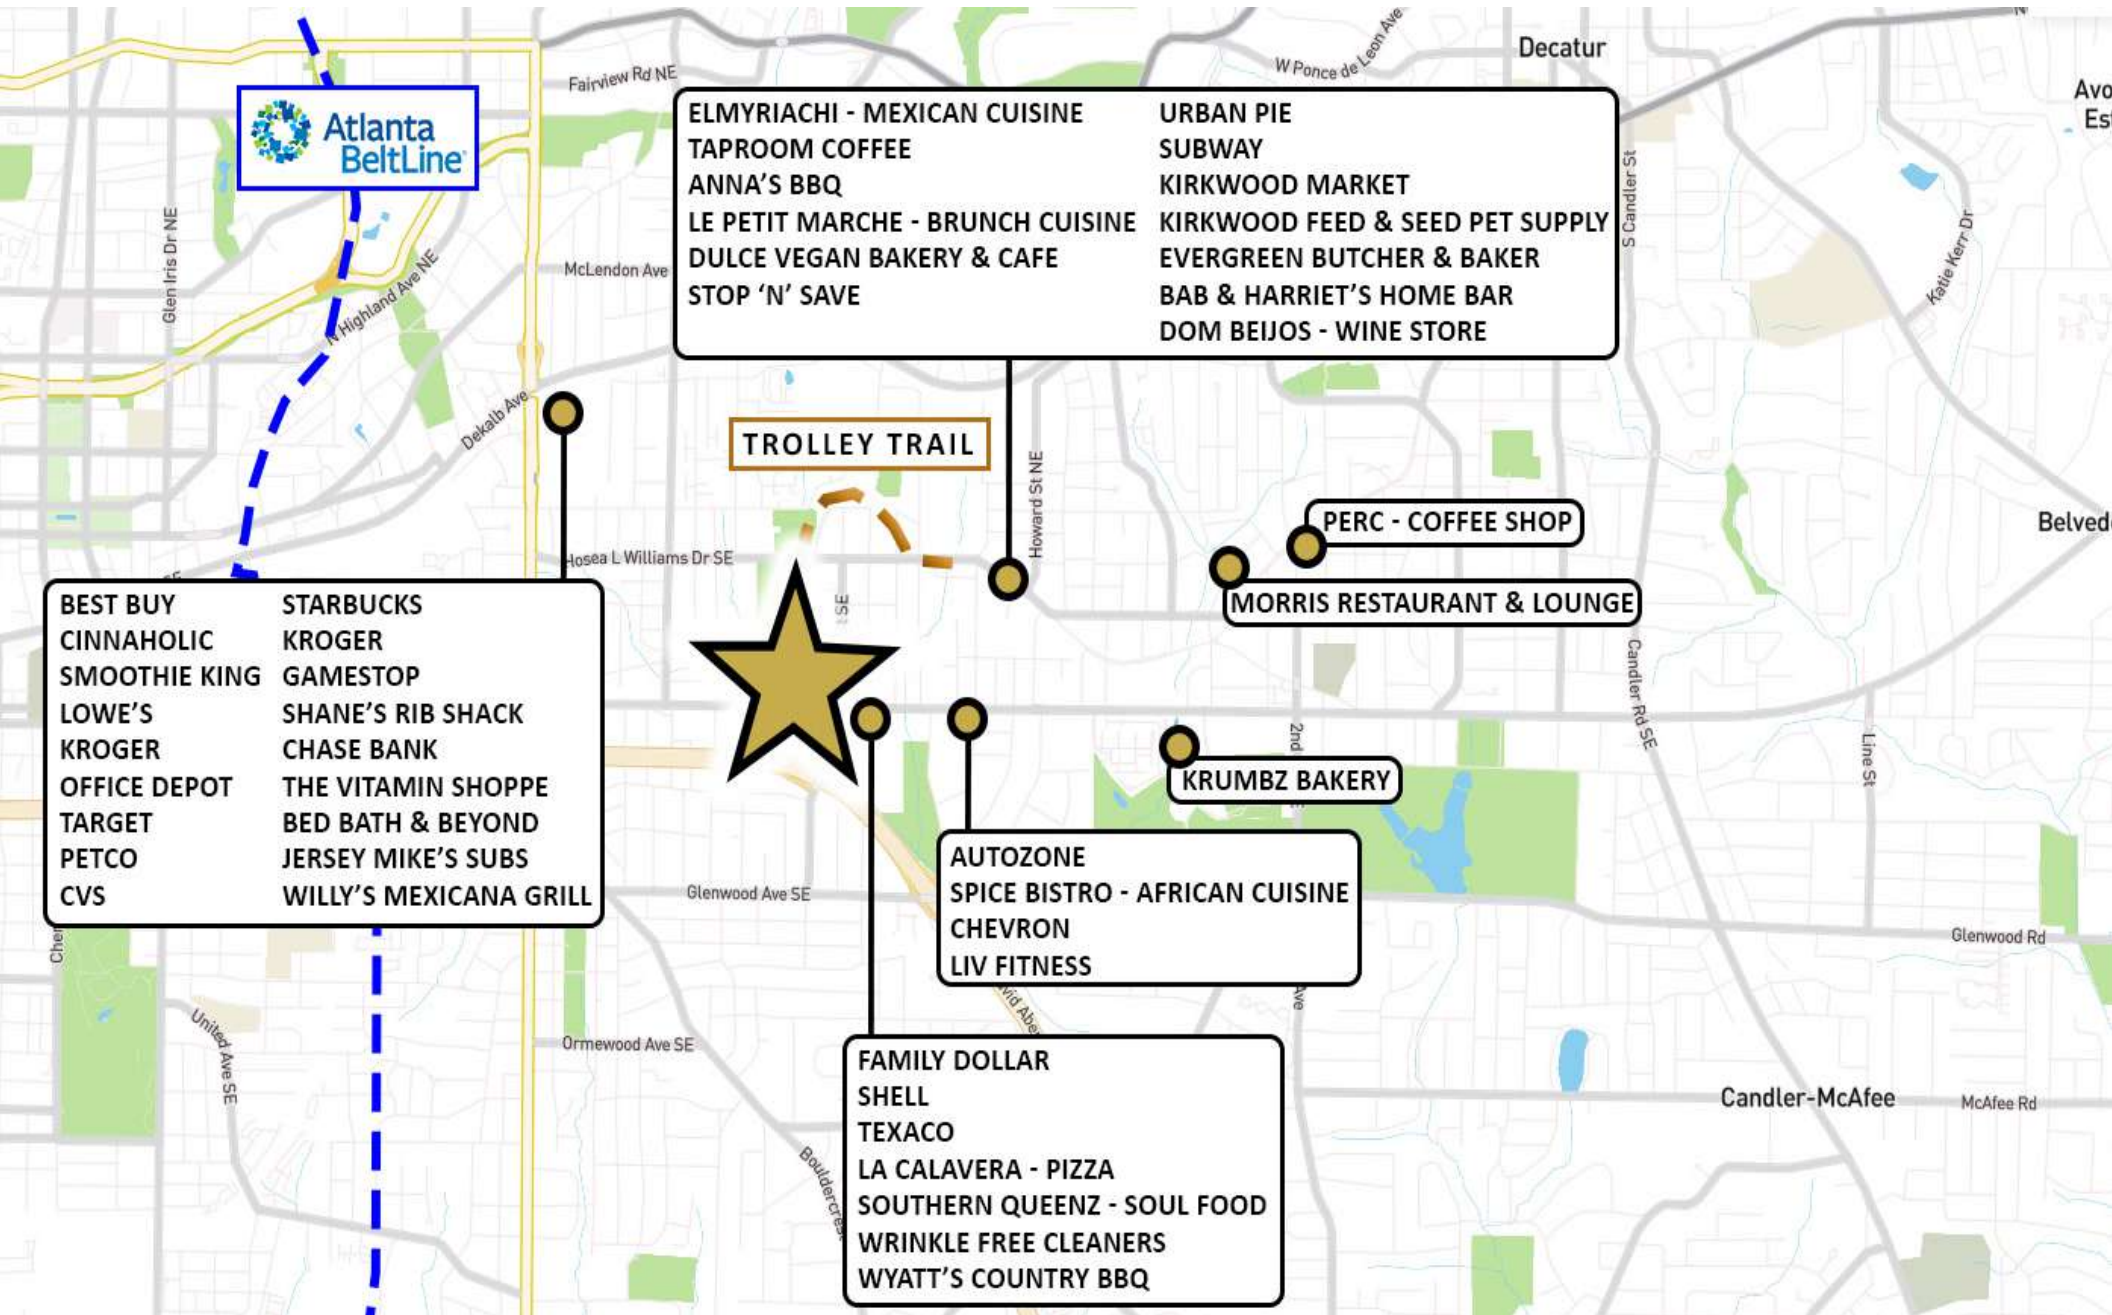 Decatur
W Ponce de Leon Ave
Fairview Rd NE
Avo
Est
Atlanta
BeltLine
ELMYRIACHI - MEXICAN CUISINE
TAPROOM COFFEE
ANNA'S BBQ
LE PETIT MARCHE - BRUNCH CUISINE
DULCE VEGAN BAKERY & CAFE
STOP ‘N’ SAVE
URBAN PIE
SUBWAY
KIRKWOOD MARKET
KIRKWOOD FEED & SEED PET SUPPLY
EVERGREEN BUTCHER & BAKER
BAB & HARRIET'S HOME BAR
DOM BEIJOS - WINE STORE
S Candler St
Katie Kerr Dr
Glen Iris Dr NE
N Highland Ave NE
McLendon Ave
Dekalb Ave
TROLLEY TRAIL
Howard St NE
PERC - COFFEE SHOP
Belved
Hosea L Williams Dr SE
SE
MORRIS RESTAURANT & LOUNGE
BEST BUY
CINNAHOLIC
SMOOTHIE KING
LOWE'S
KROGER
OFFICE DEPOT
TARGET
PETCO
CVS
STARBUCKS
KROGER
GAMESTOP
SHANE'S RIB SHACK
CHASE BANK
THE VITAMIN SHOPPE
BED BATH & BEYOND
JERSEY MIKE'S SUBS
WILLY'S MEXICANA GRILL
Candler Rd SE
2nd
Line St
KRUMBZ BAKERY
AUTOZONE
SPICE BISTRO - AFRICAN CUISINE
CHEVRON
LIV FITNESS
Glenwood Ave SE
Glenwood Rd
Cher
Ave
vid Aber
United Ave SE
Ormewood Ave SE
FAMILY DOLLAR
SHELL
TEXACO
LA CALAVERA - PIZZA
SOUTHERN QUEENZ - SOUL FOOD
WRINKLE FREE CLEANERS
WYATT'S COUNTRY BBQ
Bouldercres
Candler-McAfee
McAfee Rd